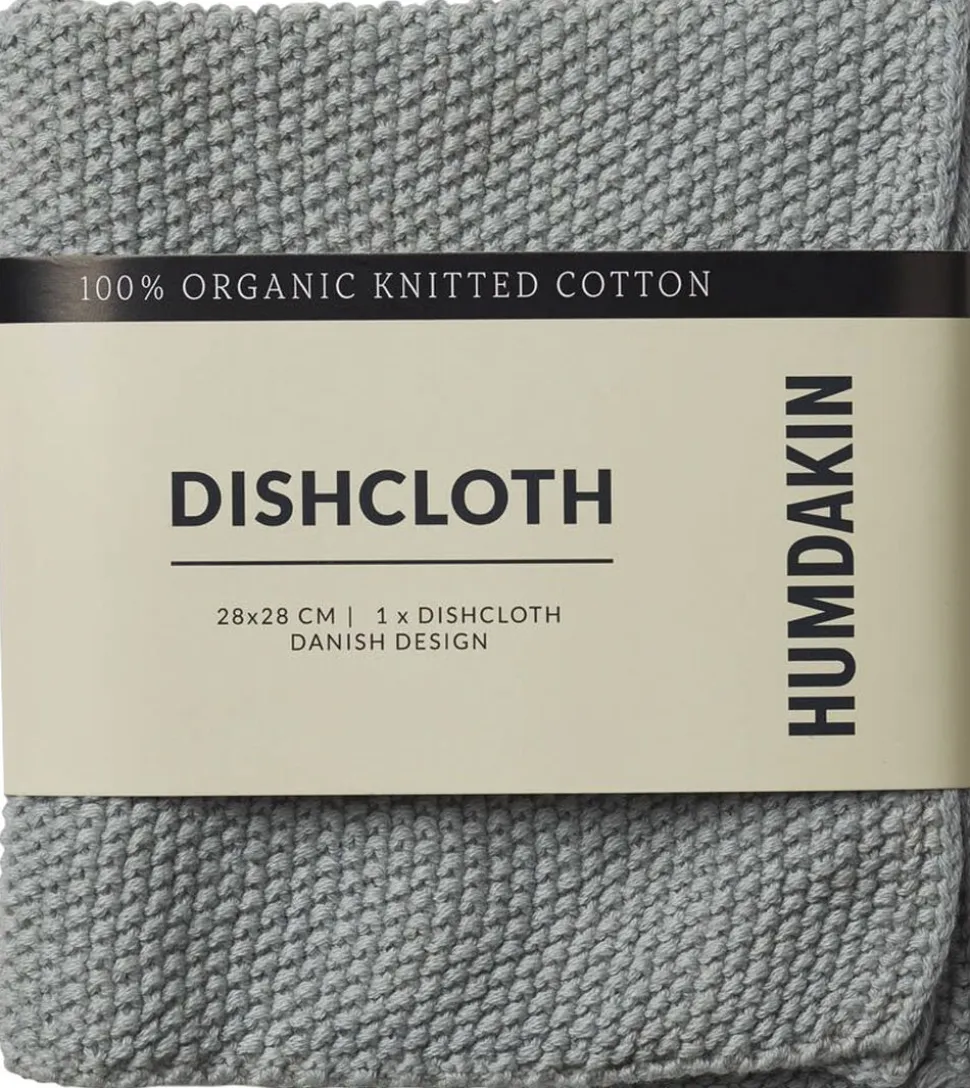 100% ORGANIC KNITTED COTTON
DISHCLOTH
28x28 CM | 1 x DISHCLOTH
DANISH DESIGN
HUMDAKIN